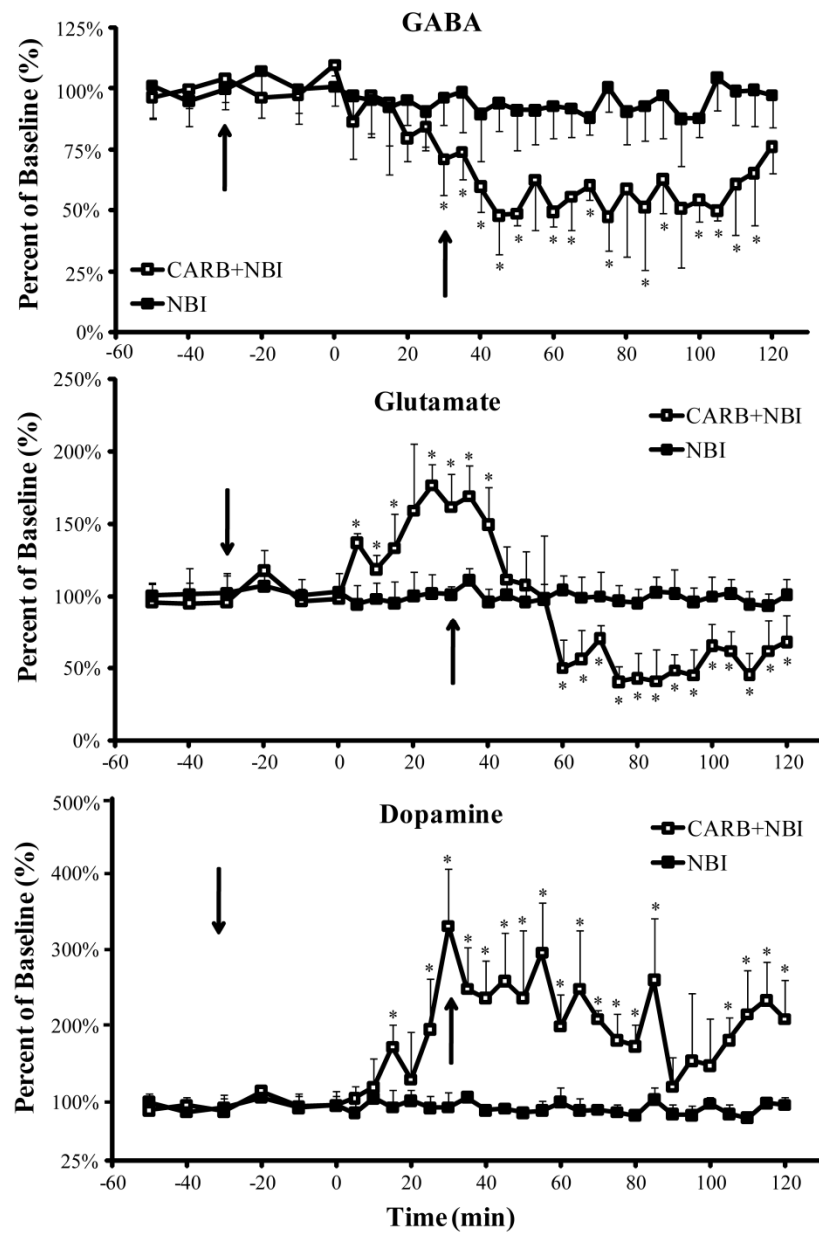 GABA
Percent of Baseline (%)
125%
100%
75%
50%
25%
0%
* * * * * * * * * * * * * * *
CARB+NBI
NBI
-60 -40 -20 0 20 40 60 80 100 120
Glutamate
Percent of Baseline (%)
250%
200%
150%
100%
50%
0%
CARB+NBI
NBI
* * * * * * *
* * * * * * * * * * * * *
-60 -40 -20 0 20 40 60 80 100 120
Dopamine
Percent of Baseline (%)
500%
400%
300%
200%
100%
25%
CARB+NBI
NBI
* * * * * * * * * * * * * * * * * *
-60 -40 -20 0 20 40 60 80 100 120
Time (min)